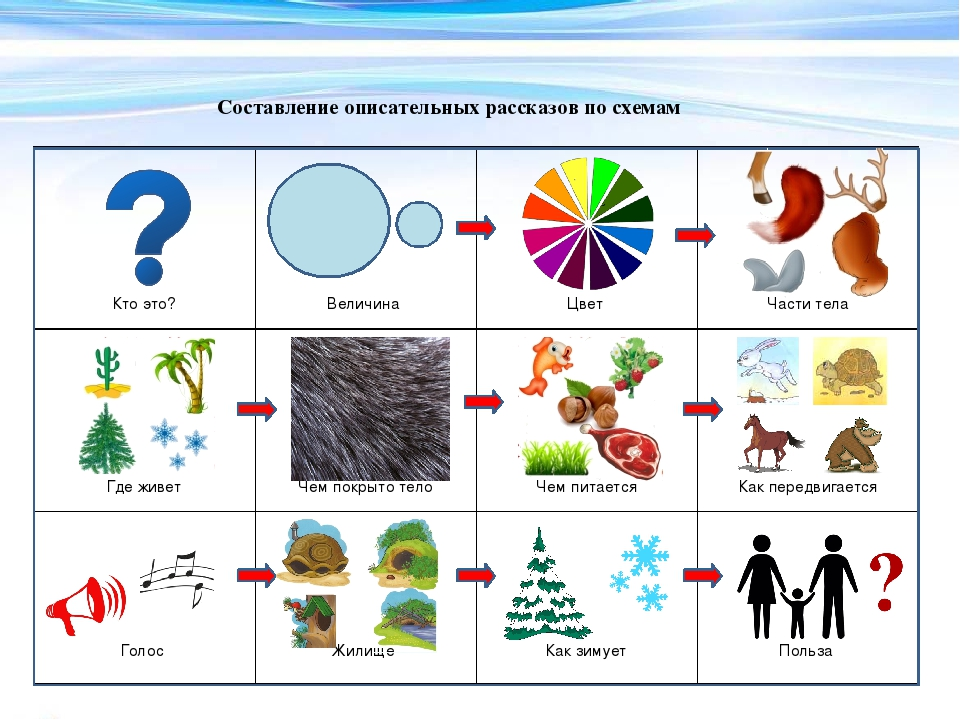 Составление описательных рассказов по схемам
Кто это?
Величина
Цвет
Части тела
Где живет
Чем покрыто тело
Чем питается
Как передвигается
Голос
Жилище
Как зимует
Польза